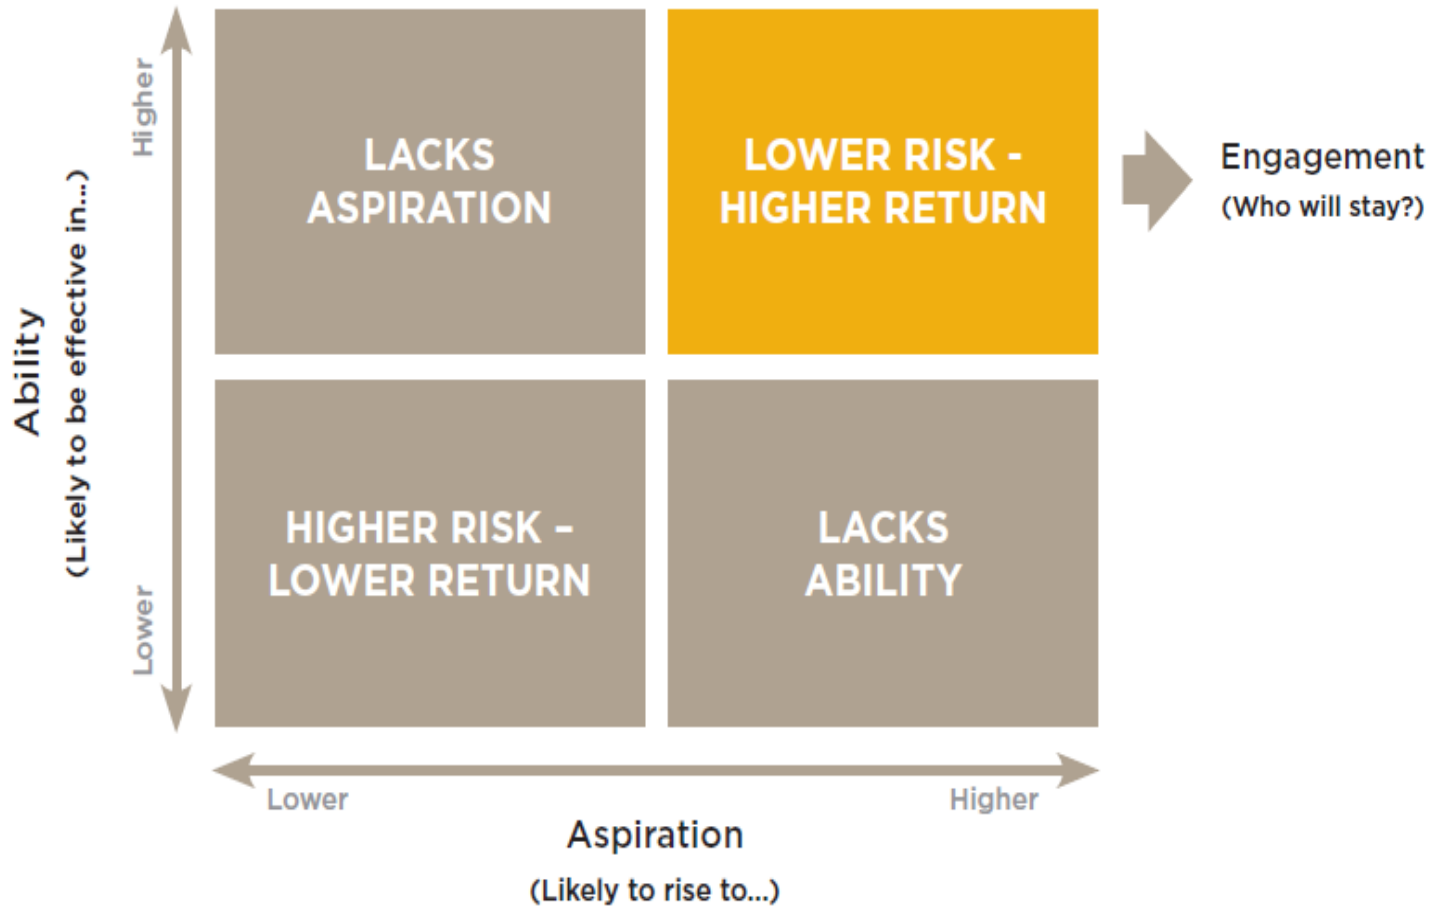 Higher
LACKS
ASPIRATION
LOWER RISK -
HIGHER RETURN
Engagement
(Who will stay?)
Ability
(Likely to be effective in...)
HIGHER RISK –
LOWER RETURN
LACKS
ABILITY
Lower
Lower
Higher
Aspiration
(Likely to rise to...)